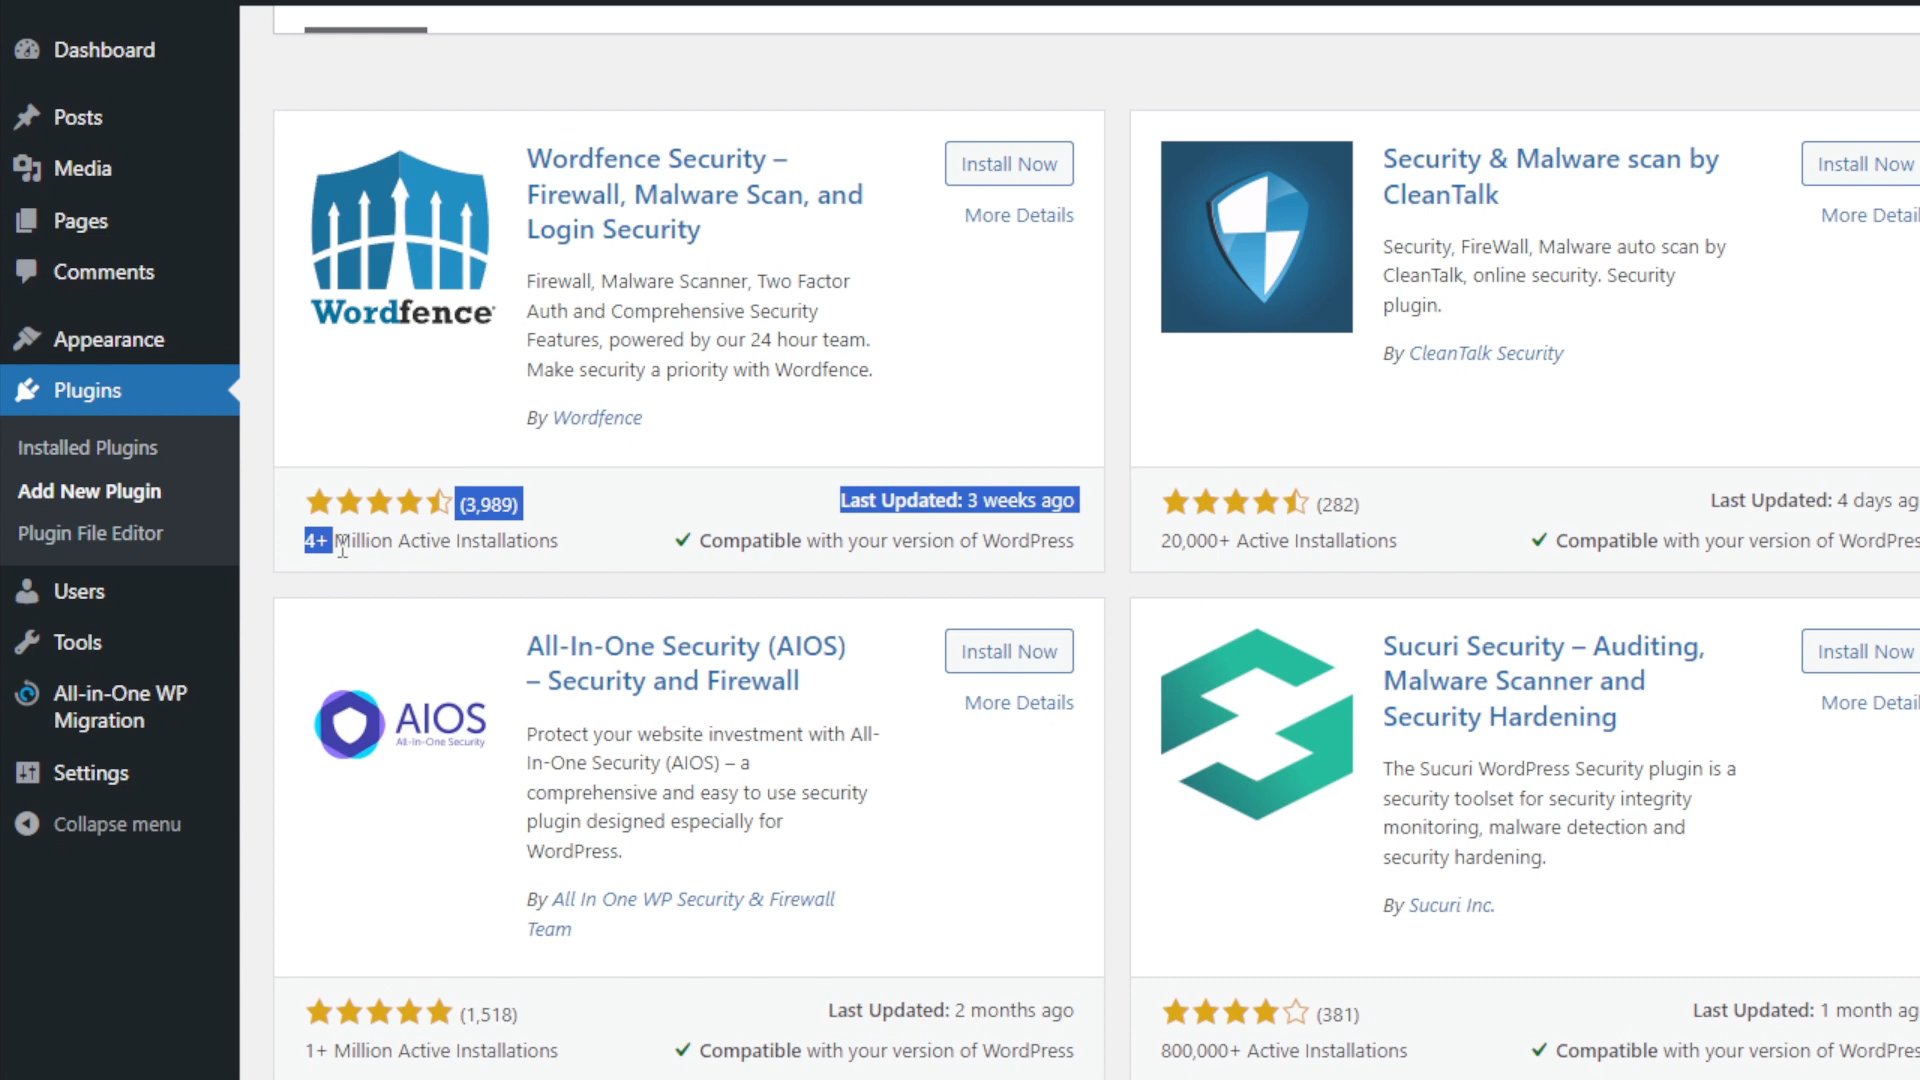 Dashboard
Posts
Media
Pages
Comments
Appearance
Plugins
Installed Plugins
Add New Plugin
Plugin File Editor
Users
Tools
All-in-One WP
Migration
Settings
Collapse menu
Wordfence
Wordfence Security –
Firewall, Malware Scan, and
Login Security
Install Now
More Details
Firewall, Malware Scanner, Two Factor
Auth and Comprehensive Security
Features, powered by our 24 hour team.
Make security a priority with Wordfence.
By Wordfence
(3,989)
Last Updated: 3 weeks ago
4+ Million Active Installations
Compatible with your version of WordPress
Security & Malware scan by
CleanTalk
Install Now
More Detail
Security, FireWall, Malware auto scan by
CleanTalk, online security. Security
plugin.
By CleanTalk Security
(282)
Last Updated: 4 days ag
20,000+ Active Installations
Compatible with your version of WordPres
AIOS
All-In-One Security
All-In-One Security (AIOS)
– Security and Firewall
Install Now
More Details
Protect your website investment with All-
In-One Security (AIOS) – a
comprehensive and easy to use security
plugin designed especially for
WordPress.
By All In One WP Security & Firewall
Team
(1,518)
Last Updated: 2 months ago
1+ Million Active Installations
Compatible with your version of WordPress
Sucuri Security – Auditing,
Malware Scanner and
Security Hardening
Install Now
More Detail
The Sucuri WordPress Security plugin is a
security toolset for security integrity
monitoring, malware detection and
security hardening.
By Sucuri Inc.
(381)
Last Updated: 1 month ag
800,000+ Active Installations
Compatible with your version of WordPres